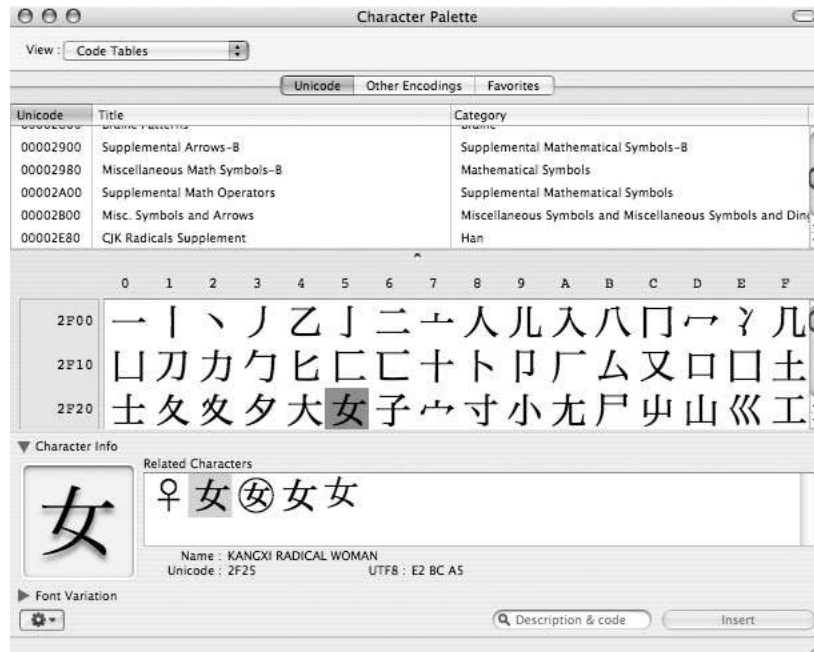 Character Palette
View : Code Tables
Unicode Other Encodings Favorites
Unicode Title Category
00002900 Supplemental Arrows-B Supplemental Mathematical Symbols-B
00002980 Miscellaneous Math Symbols-B Mathematical Symbols
00002A00 Supplemental Math Operators Supplemental Mathematical Symbols
00002B00 Misc. Symbols and Arrows Miscellaneous Symbols and Miscellaneous Symbols and Ding
00002E80 CJK Radicals Supplement Han
0 1 2 3 4 5 6 7 8 9 A B C D E F
2F00 ⼀ ⼁ ⼂ ⼃ ⼄ ⼅ ⼆ ⼇ ⼈ ⼉ ⼊ ⼋ ⼌ ⼍ ⼎ ⼏
2F10 ⼐ ⼑ ⼒ ⼓ ⼔ ⼕ ⼖ ⼗ ⼘ ⼙ ⼚ ⼛ ⼜ ⼝ ⼞ ⼟
2F20 ⼠ ⼡ ⼢ ⼣ ⼤ ⼥ ⼦ ⼧ ⼨ ⼩ ⼪ ⼫ ⼬ ⼭ ⼮ ⼯
Character Info
Related Characters
女
♀ ⼥ ㊛ 女 女
Name : KANGXI RADICAL WOMAN
Unicode : 2F25 UTF8 : E2 BC A5
Font Variation
Description & code Insert